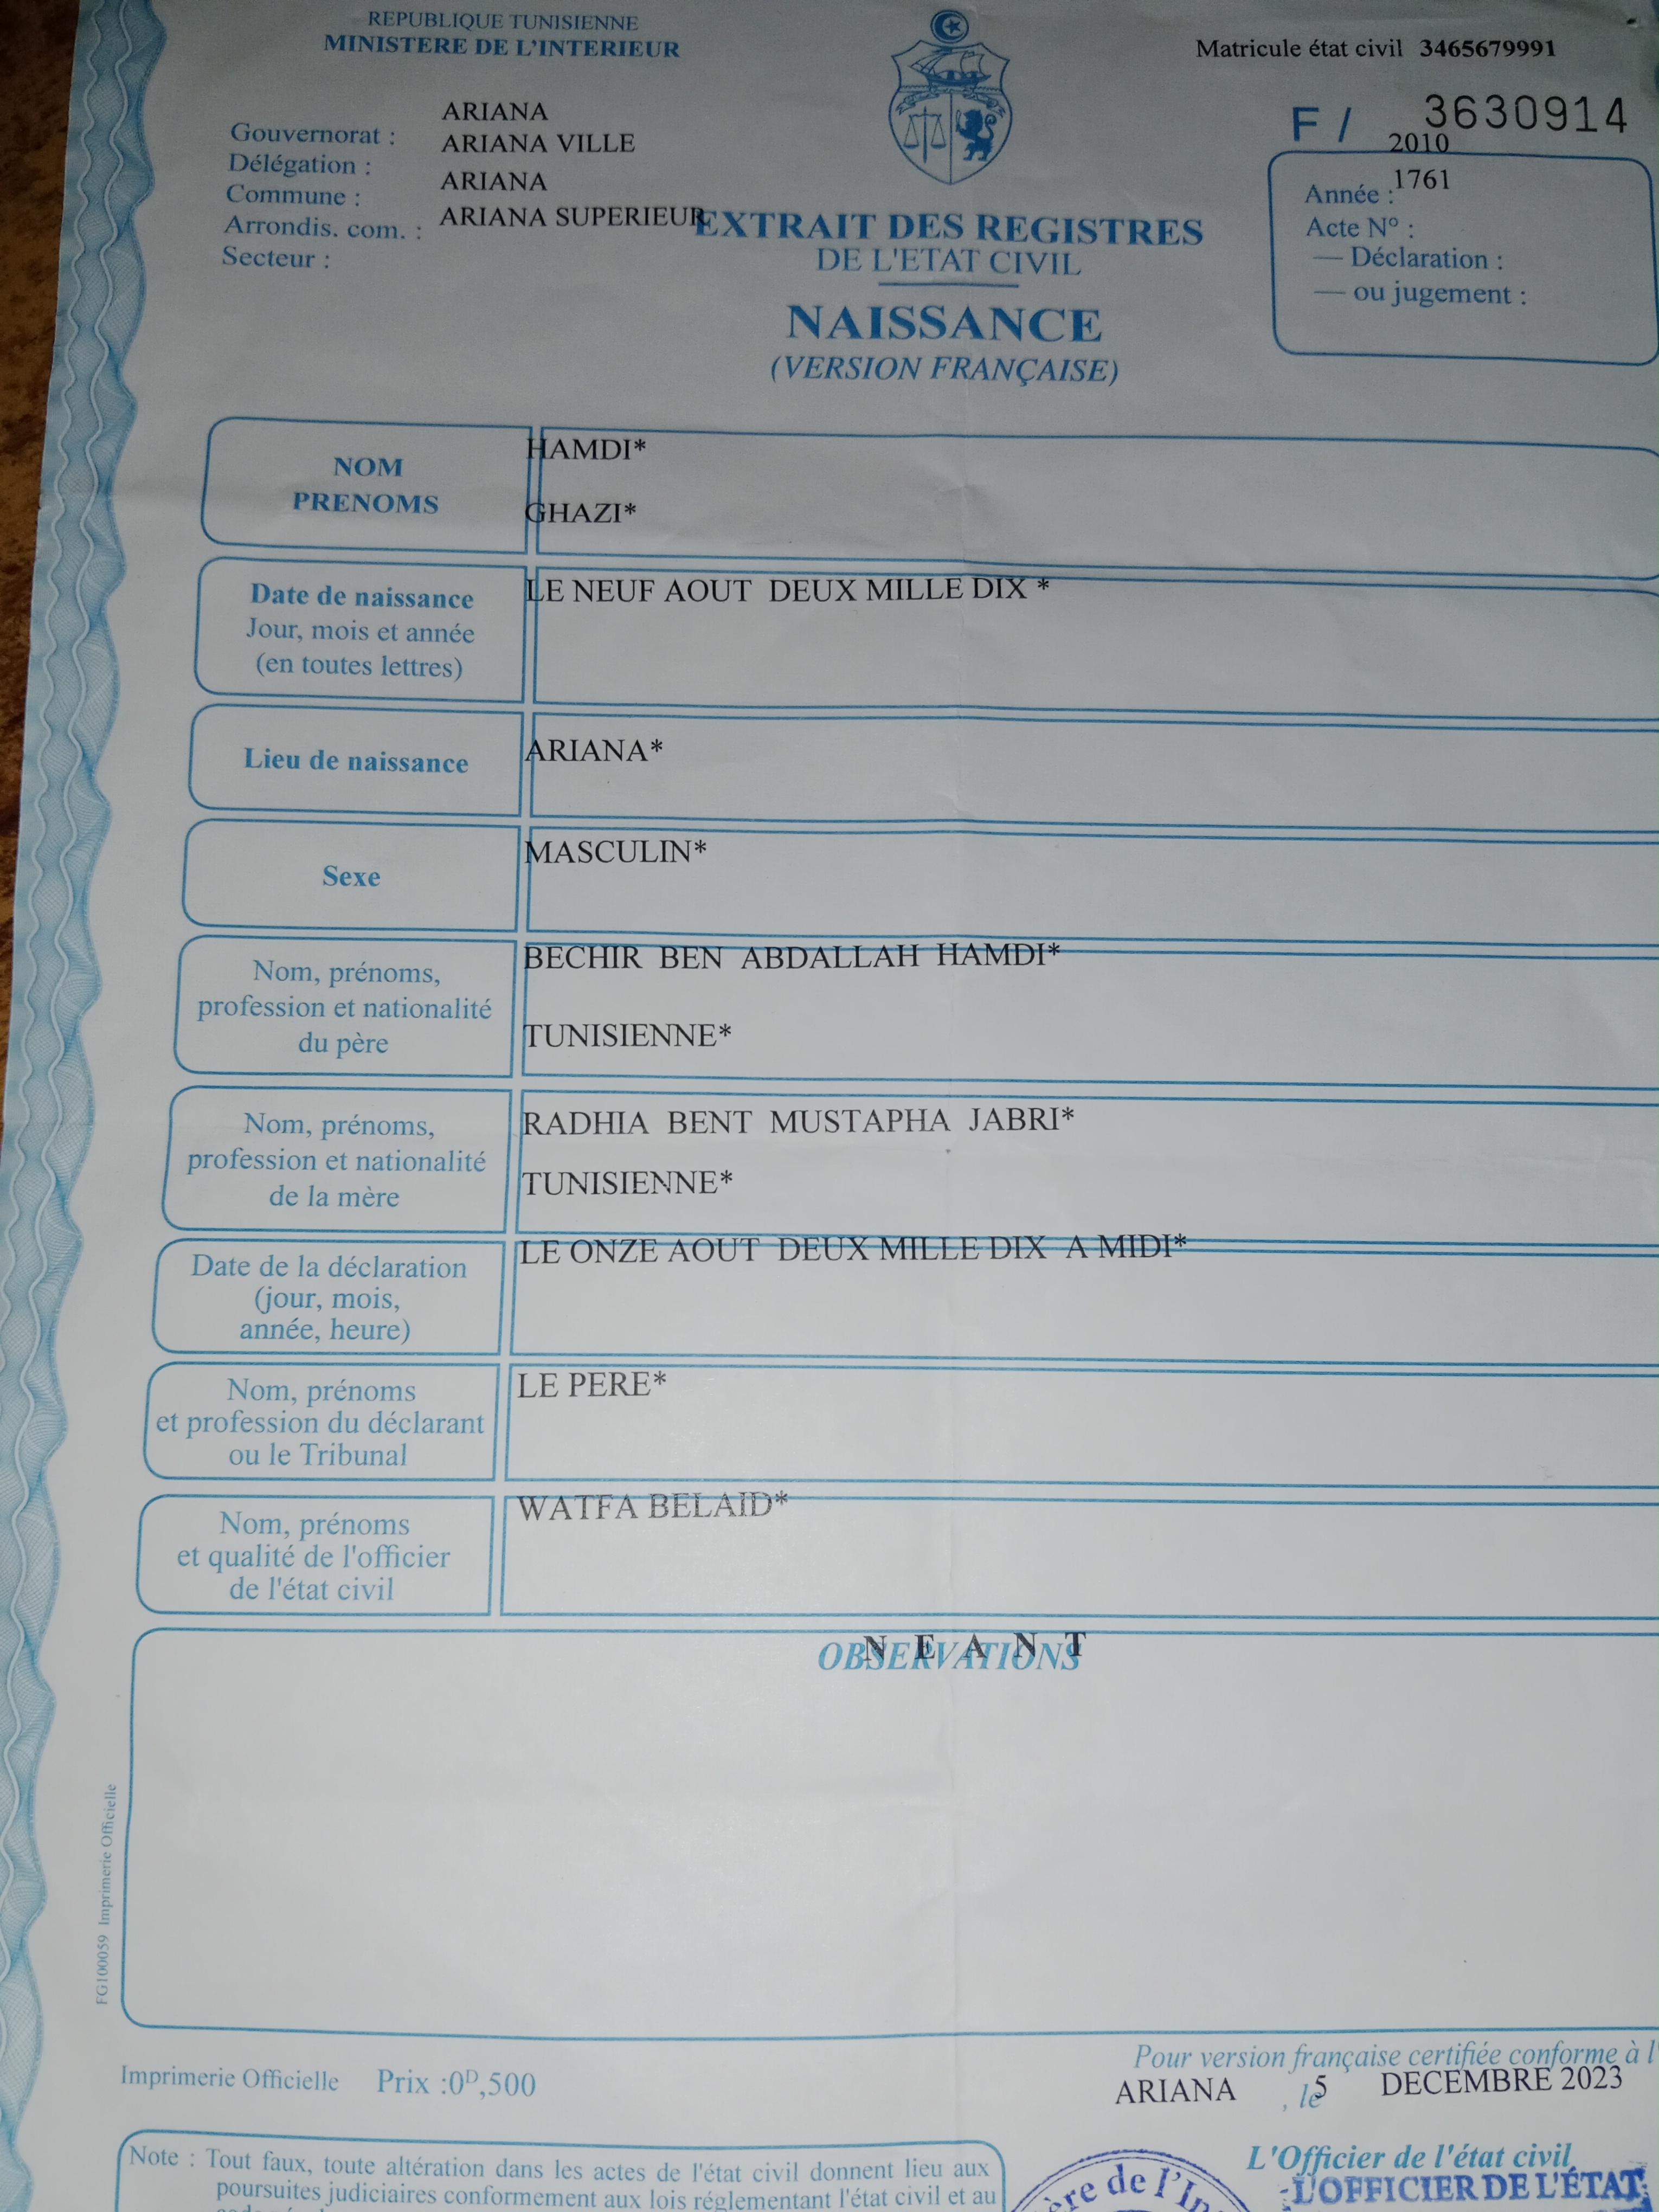 REPUBLIQUE TUNISIENNE
MINISTERE DE L'INTERIEUR
Matricule état civil 3465679991
F / 3630914
Gouvernorat : ARIANA
Délégation : ARIANA VILLE
Commune : ARIANA
Arrondis. com. : ARIANA SUPERIEUR
Secteur :
2010
Année : 1761
Acte N° :
— Déclaration :
— ou jugement :
EXTRAIT DES REGISTRES
DE L'ETAT CIVIL
NAISSANCE
(VERSION FRANÇAISE)
NOM
PRENOMS
HAMDI*
GHAZI*
Date de naissance
Jour, mois et année
(en toutes lettres)
LE NEUF AOUT DEUX MILLE DIX *
Lieu de naissance
ARIANA*
Sexe
MASCULIN*
Nom, prénoms,
profession et nationalité
du père
BECHIR BEN ABDALLAH HAMDI*
TUNISIENNE*
Nom, prénoms,
profession et nationalité
de la mère
RADHIA BENT MUSTAPHA JABRI*
TUNISIENNE*
Date de la déclaration
(jour, mois,
année, heure)
LE ONZE AOUT DEUX MILLE DIX A MIDI*
Nom, prénoms
et profession du déclarant
ou le Tribunal
LE PERE*
Nom, prénoms
et qualité de l'officier
de l'état civil
WATFA BELAID*
OBSERVATIONS
N E A N T
FG100059 Imprimerie Officielle
Imprimerie Officielle Prix :0D,500
Pour version française certifiée conforme à l'
ARIANA , le 5 DECEMBRE 2023
Note : Tout faux, toute altération dans les actes de l'état civil donnent lieu aux
poursuites judiciaires conformement aux lois réglementant l'état civil et au
L'Officier de l'état civil
L'OFFICIER DE L'ÉTAT
de l'In